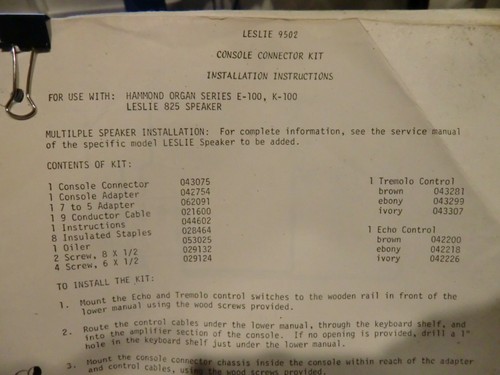 LESLIE 9502
CONSOLE CONNECTOR KIT
INSTALLATION INSTRUCTIONS
FOR USE WITH: HAMMOND ORGAN SERIES E-100, K-100
LESLIE 825 SPEAKER
MULTILPLE SPEAKER INSTALLATION: For complete information, see the service manual
of the specific model LESLIE Speaker to be added.
CONTENTS OF KIT:
1 Console Connector 043075
1 Console Adapter 042754
1 7 to 5 Adapter 062091
1 9 Conductor Cable 021600
1 Instructions 044602
8 Insulated Staples 028464
1 Oiler 053025
2 Screw, 8 X 1/2 029132
4 Screw, 6 X 1/2 029124
1 Tremolo Control
brown 043281
ebony 043299
ivory 043307
1 Echo Control
brown 042200
ebony 042218
ivory 042226
TO INSTALL THE KIT:
1. Mount the Echo and Tremolo control switches to the wooden rail in front of the
lower manual using the wood screws provided.
2. Route the control cables under the lower manual, through the keyboard shelf, and
into the amplifier section of the console. If no opening is provided, drill a 1"
hole in the keyboard shelf just under the lower manual.
3. Mount the console connector chassis inside the console within reach of the adapter
and control cables, using the wood screws provided.